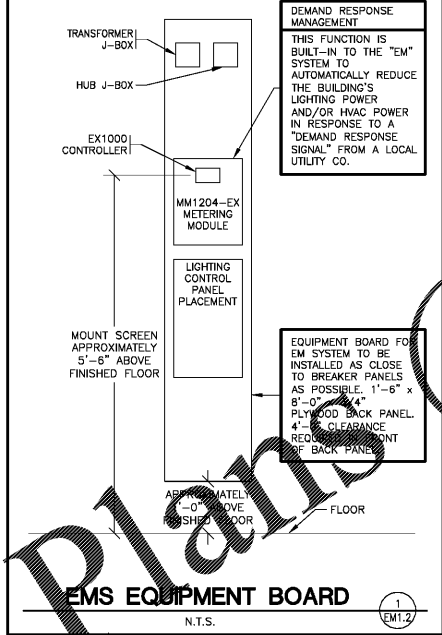 TRANSFORMER
J-BOX
HUB J-BOX
EX1000
CONTROLLER
MM1204-EX
METERING
MODULE
LIGHTING
CONTROL
PANEL
PLACEMENT
MOUNT SCREEN
APPROXIMATELY
5'-6" ABOVE
FINISHED FLOOR
DEMAND RESPONSE
MANAGEMENT
THIS FUNCTION IS
BUILT-IN TO THE "EM"
SYSTEM TO
AUTOMATICALLY REDUCE
THE BUILDING'S
LIGHTING POWER
AND/OR HVAC POWER
IN RESPONSE TO A
"DEMAND RESPONSE
SIGNAL" FROM A LOCAL
UTILITY CO.
EQUIPMENT BOARD FOR
EM SYSTEM TO BE
INSTALLED AS CLOSE
TO BREAKER PANELS
AS POSSIBLE. 1'-6" x
8'-0"
PLYWOOD BACK PANEL.
CLEARANCE
REQUIRED IN FRONT
OF BACK PANEL
APPROXIMATELY
ABOVE
FINISHED FLOOR
FLOOR
Plans
EMS EQUIPMENT BOARD
N.T.S.
1
EM1.2